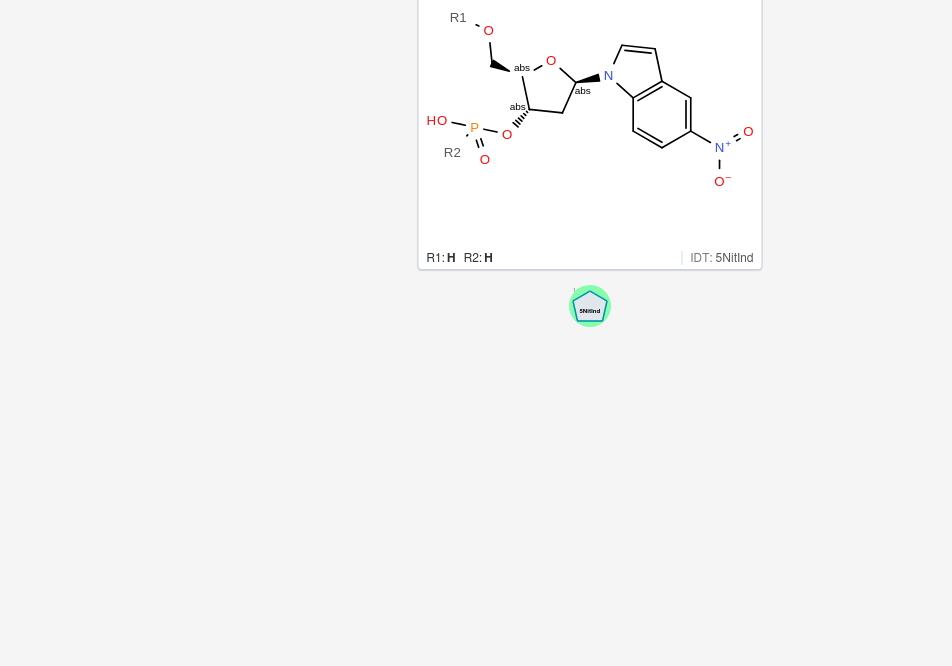 R1
O
abs
O
N
abs
abs
HO
P
O
R2
O
N+
O
O−
R1: H R2: H
IDT: 5NitInd
5NitInd